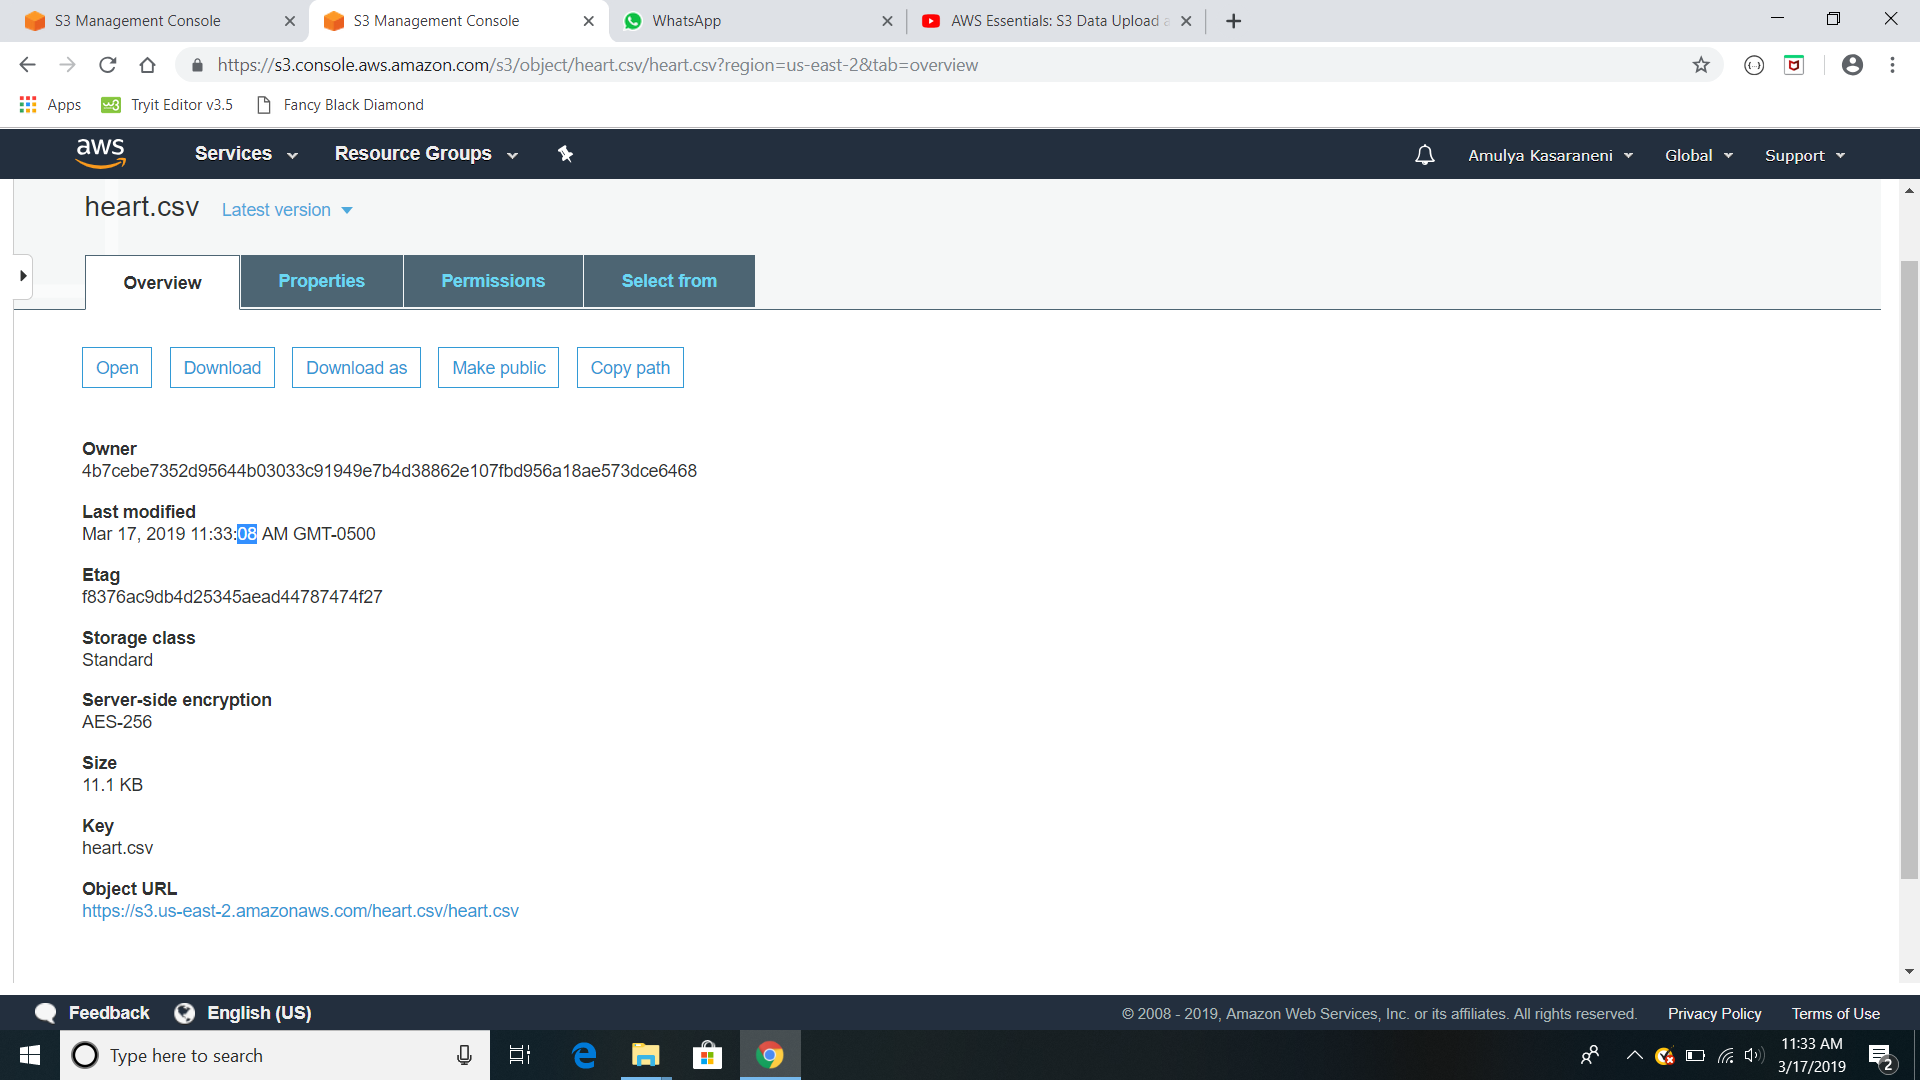 S3 Management Console
S3 Management Console
WhatsApp
AWS Essentials: S3 Data Upload a
https://s3.console.aws.amazon.com/s3/object/heart.csv/heart.csv?region=us-east-2&tab=overview
Apps
w3
Tryit Editor v3.5
Fancy Black Diamond
aws
Services
Resource Groups
Amulya Kasaraneni
Global
Support
heart.csv
Latest version
Overview
Properties
Permissions
Select from
Open
Download
Download as
Make public
Copy path
Owner
4b7cebe7352d95644b03033c91949e7b4d38862e107fbd956a18ae573dce6468
Last modified
Mar 17, 2019 11:33:08 AM GMT-0500
Etag
f8376ac9db4d25345aead44787474f27
Storage class
Standard
Server-side encryption
AES-256
Size
11.1 KB
Key
heart.csv
Object URL
https://s3.us-east-2.amazonaws.com/heart.csv/heart.csv
Feedback
English (US)
© 2008 - 2019, Amazon Web Services, Inc. or its affiliates. All rights reserved.
Privacy Policy
Terms of Use
Type here to search
11:33 AM
3/17/2019
2